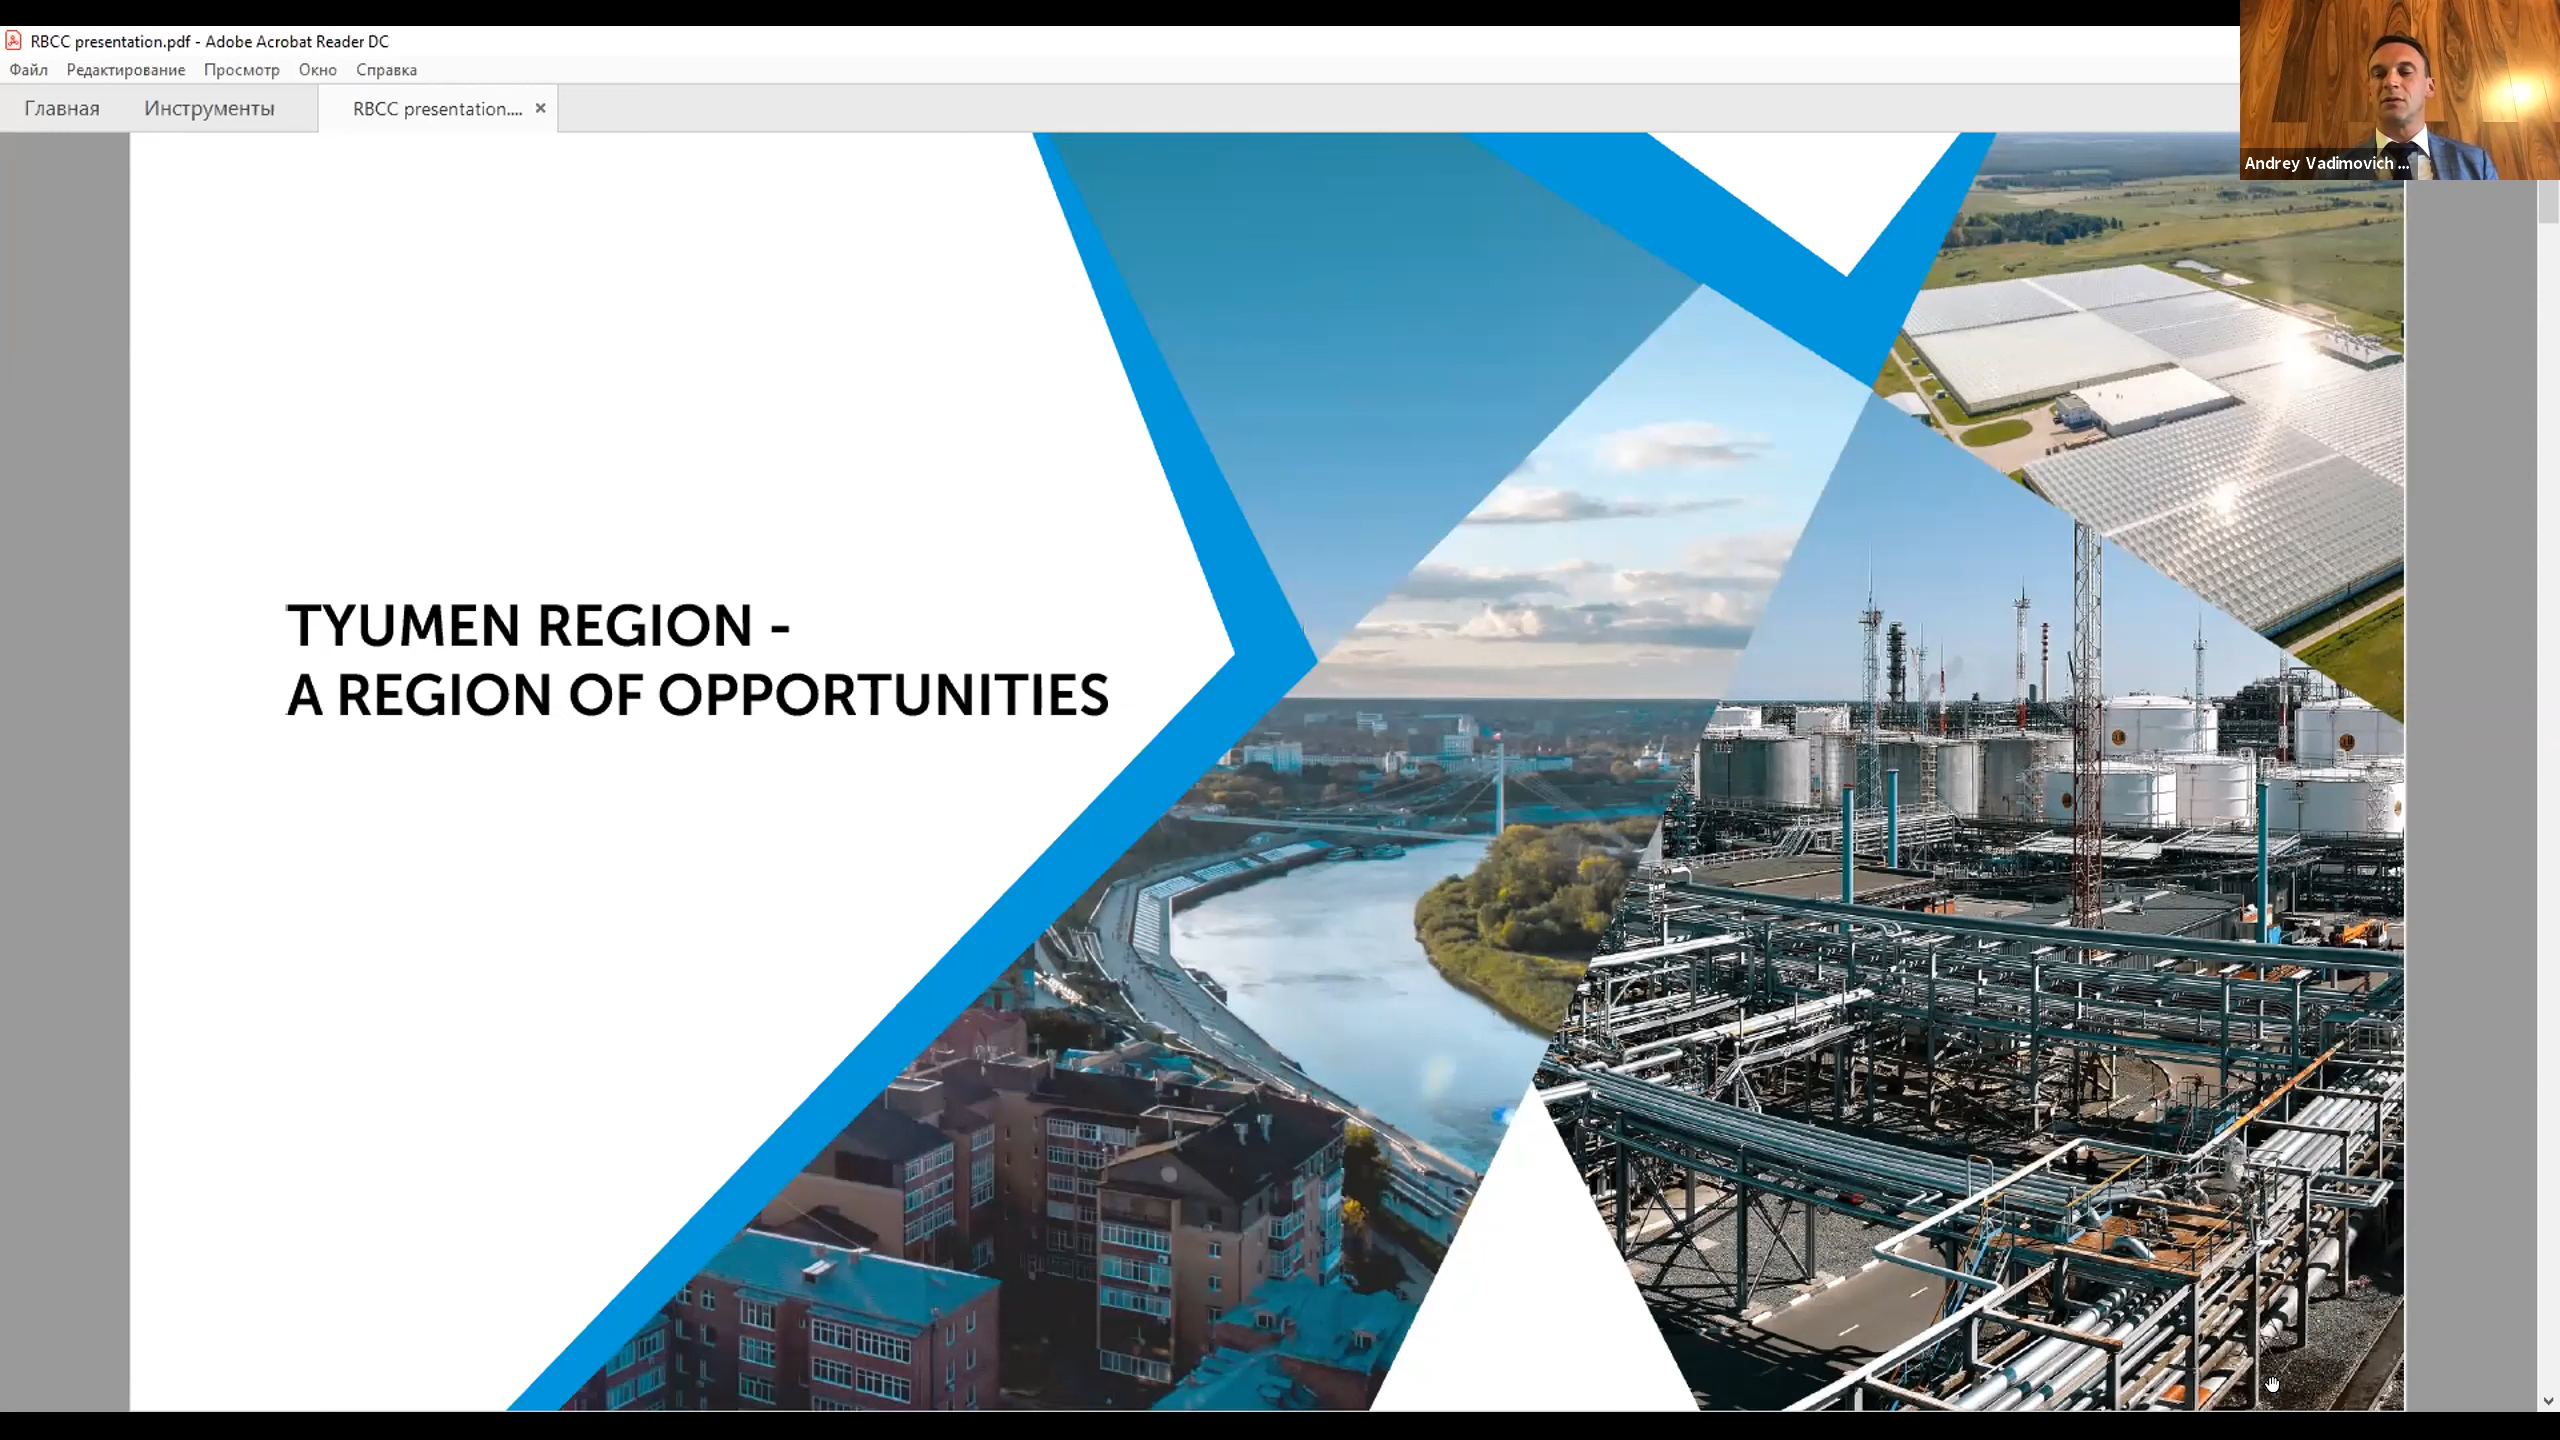 RBCC presentation.pdf - Adobe Acrobat Reader DC
Файл Редактирование Просмотр Окно Справка
Главная Инструменты RBCC presentation.... ×
Andrey Vadimovich ...
TYUMEN REGION -
A REGION OF OPPORTUNITIES